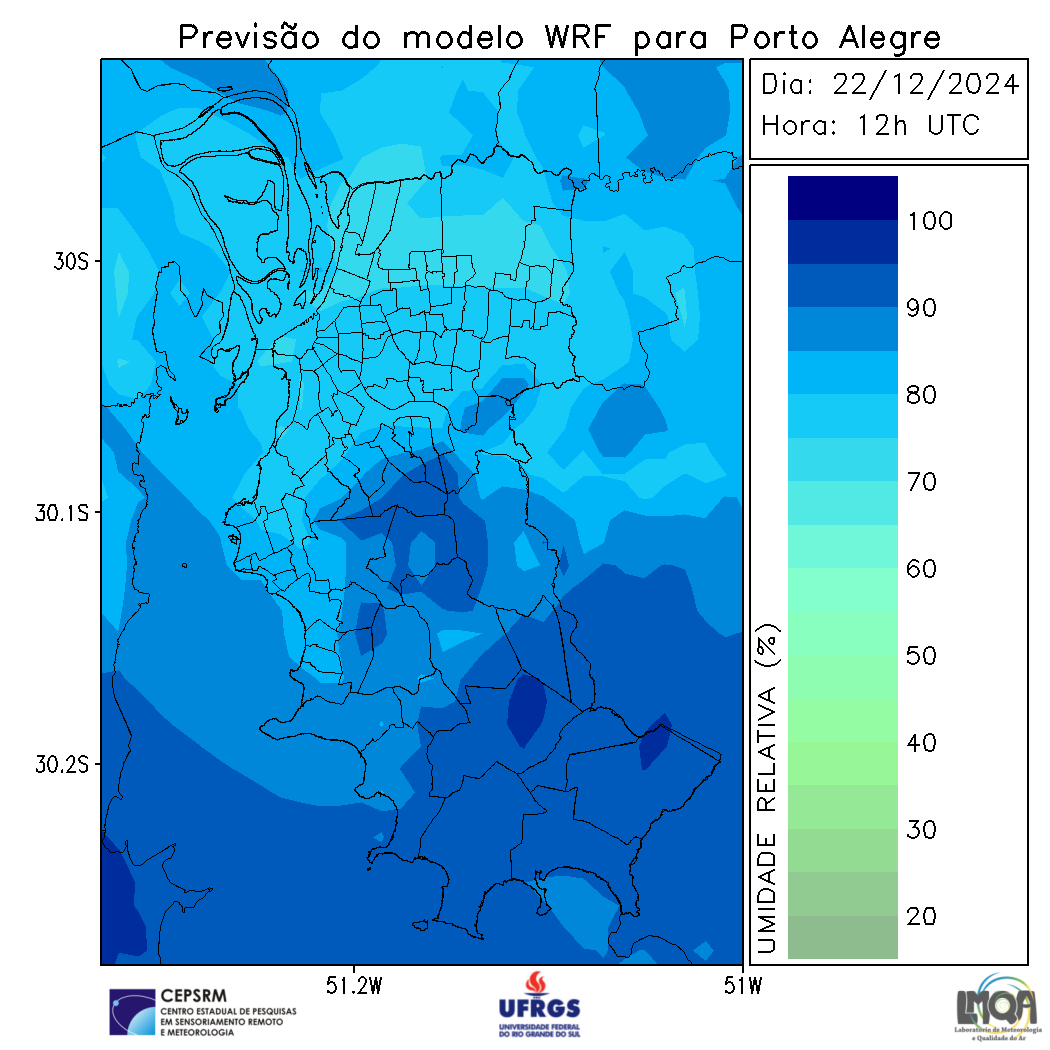 Previsão do modelo WRF para Porto Alegre
Dia: 22/12/2024
Hora: 12h UTC
30S
30.1S
30.2S
51.2W
51W
100
90
80
70
60
50
40
30
20
UMIDADE RELATIVA (%)
CEPSRM
CENTRO ESTADUAL DE PESQUISAS
EM SENSORIAMENTO REMOTO
E METEOROLOGIA
UFRGS
UNIVERSIDADE FEDERAL
DO RIO GRANDE DO SUL
LMQA
Laboratório de Meteorologia
e Qualidade do Ar